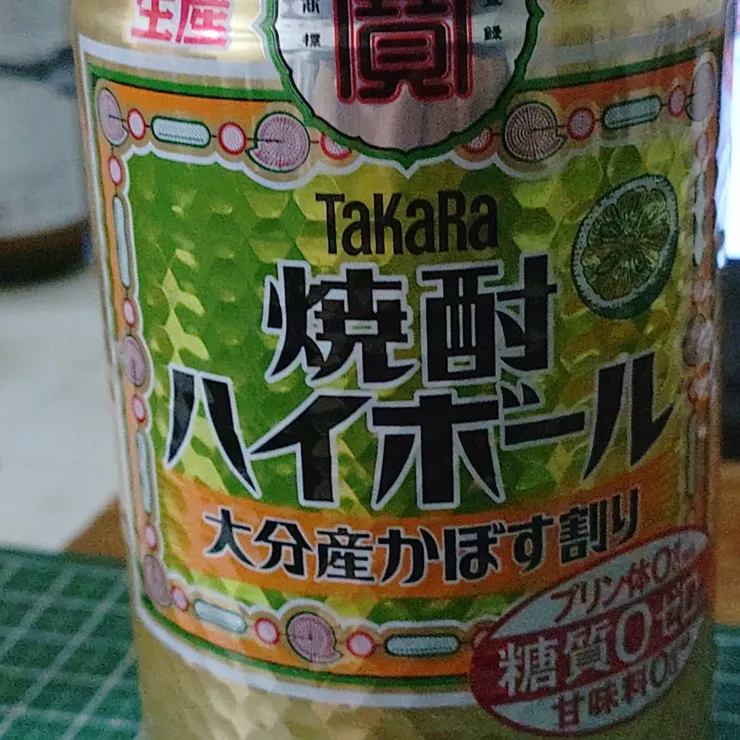 生産
寶
TaKaRa
焼酎
ハイボール
大分産かぼす割り
プリン体0
糖質0
甘味料0